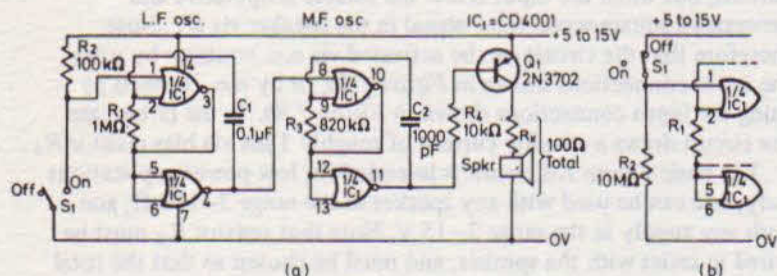 L.F. osc.
M.F. osc.
IC₁=CD4001
+5 to 15V
R₂
100kΩ
1
1/4
IC₁
14
3
2
R₁
1MΩ
C₁
0.1µF
5
1/4
IC₁
4
6
7
Off
On
S₁
8
1/4
IC₁
10
9
R₃
820kΩ
C₂
1000
pF
12
1/4
IC₁
13
Q₁
2N3702
R₄
10kΩ
Rₓ
Spkr
100Ω
Total
0V
(a)
+5 to 15V
Off
On
S₁
1
1/4
IC₁
2
R₁
R₂
10MΩ
5
1/4
IC₁
6
0V
(b)